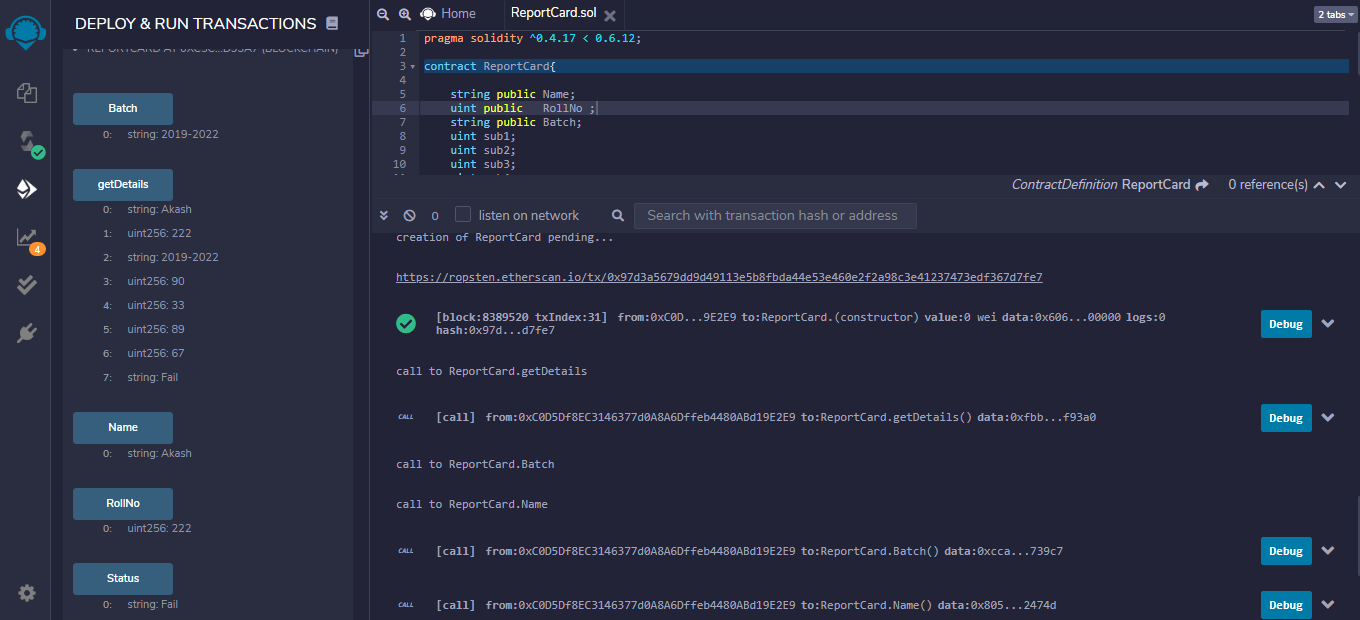 DEPLOY & RUN TRANSACTIONS
Batch
0: string: 2019-2022
getDetails
0: string: Akash
1: uint256: 222
2: string: 2019-2022
3: uint256: 90
4: uint256: 33
5: uint256: 89
6: uint256: 67
7: string: Fail
Name
0: string: Akash
RollNo
0: uint256: 222
Status
0: string: Fail
4
Home
ReportCard.sol
2 tabs
1 pragma solidity ^0.4.17 < 0.6.12;
2
3 contract ReportCard{
4
5 string public Name;
6 uint public RollNo ;
7 string public Batch;
8 uint sub1;
9 uint sub2;
10 uint sub3;
ContractDefinition ReportCard 0 reference(s)
0 listen on network Search with transaction hash or address
creation of ReportCard pending...
https://ropsten.etherscan.io/tx/0x97d3a5679dd9d49113e5b8fbda44e53e460e2f2a98c3e41237473edf367d7fe7
[block:8389520 txIndex:31] from:0xC0D...9E2E9 to:ReportCard.(constructor) value:0 wei data:0x606...00000 logs:0
hash:0x97d...d7fe7
Debug
call to ReportCard.getDetails
CALL [call] from:0xC0D5Df8EC3146377d0A8A6Dffeb4480ABd19E2E9 to:ReportCard.getDetails() data:0xfbb...f93a0 Debug
call to ReportCard.Batch
call to ReportCard.Name
CALL [call] from:0xC0D5Df8EC3146377d0A8A6Dffeb4480ABd19E2E9 to:ReportCard.Batch() data:0xcca...739c7 Debug
CALL [call] from:0xC0D5Df8EC3146377d0A8A6Dffeb4480ABd19E2E9 to:ReportCard.Name() data:0x805...2474d Debug